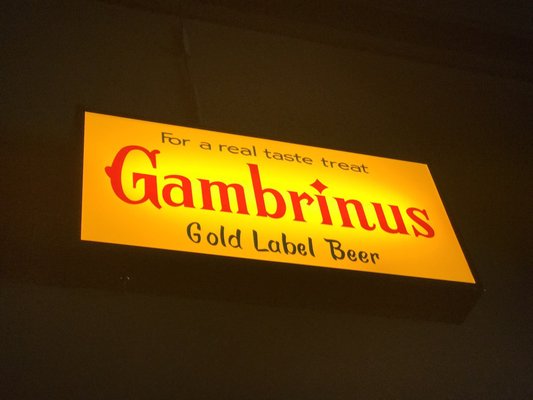 For a real taste treat
Gambrinus
Gold Label Beer